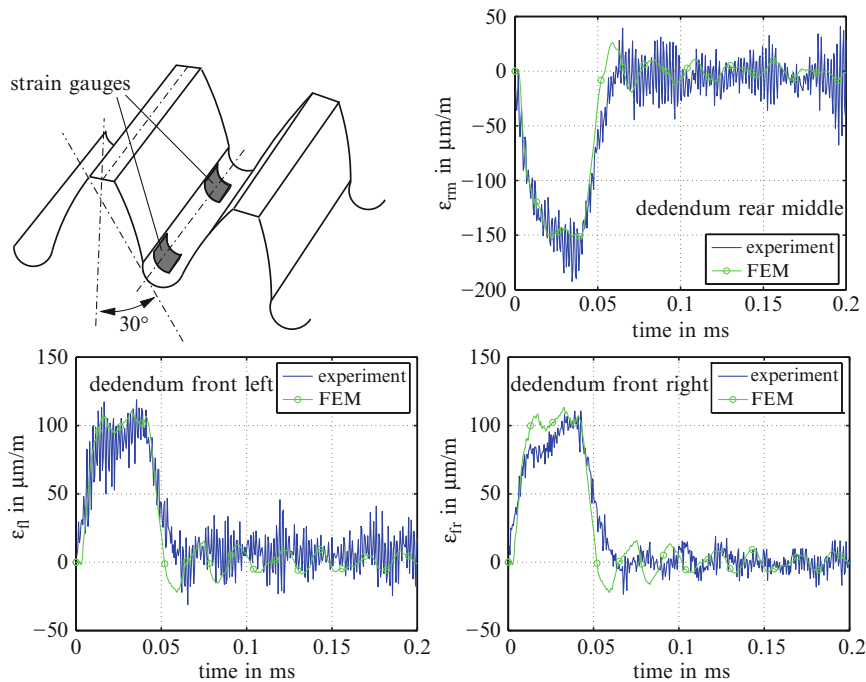 strain gauges
30°
50
0
−50
−100
−150
−200
0
0.05
0.1
0.15
0.2
ε_rm in µm/m
time in ms
dedendum rear middle
experiment
FEM
150
100
50
0
−50
0
0.05
0.1
0.15
0.2
ε_fl in µm/m
time in ms
dedendum front left
experiment
FEM
150
100
50
0
−50
0
0.05
0.1
0.15
0.2
ε_fr in µm/m
time in ms
dedendum front right
experiment
FEM